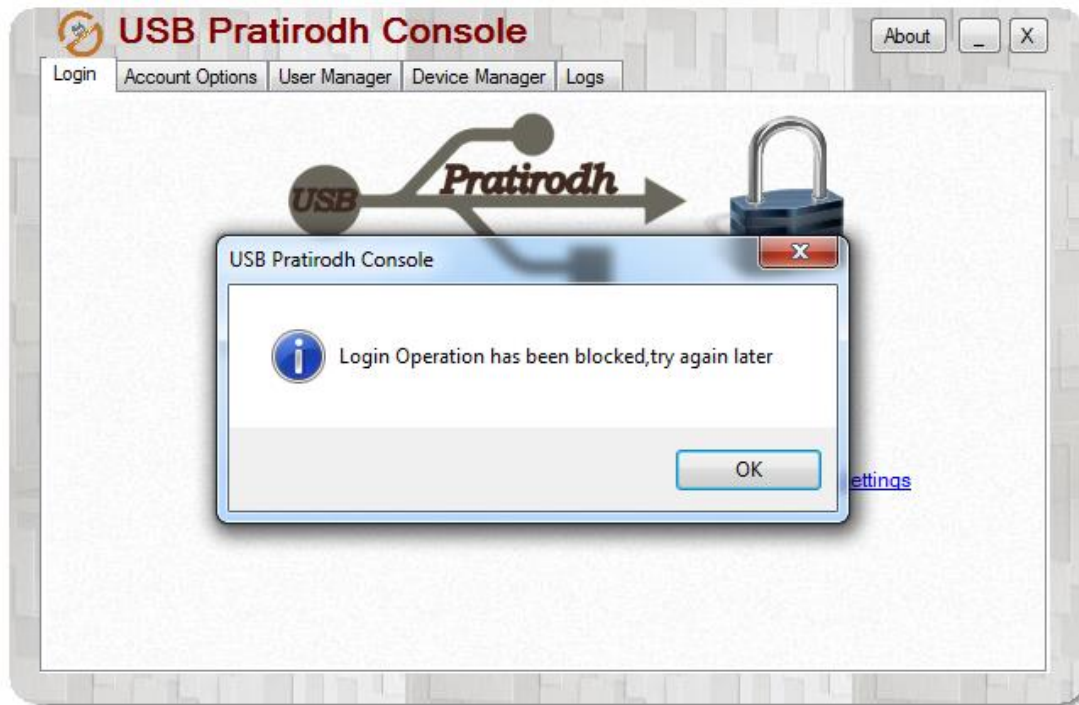 USB Pratirodh Console
About
_
X
Login
Account Options
User Manager
Device Manager
Logs
USB
Pratirodh
USB Pratirodh Console
X
Login Operation has been blocked,try again later
OK
ettings